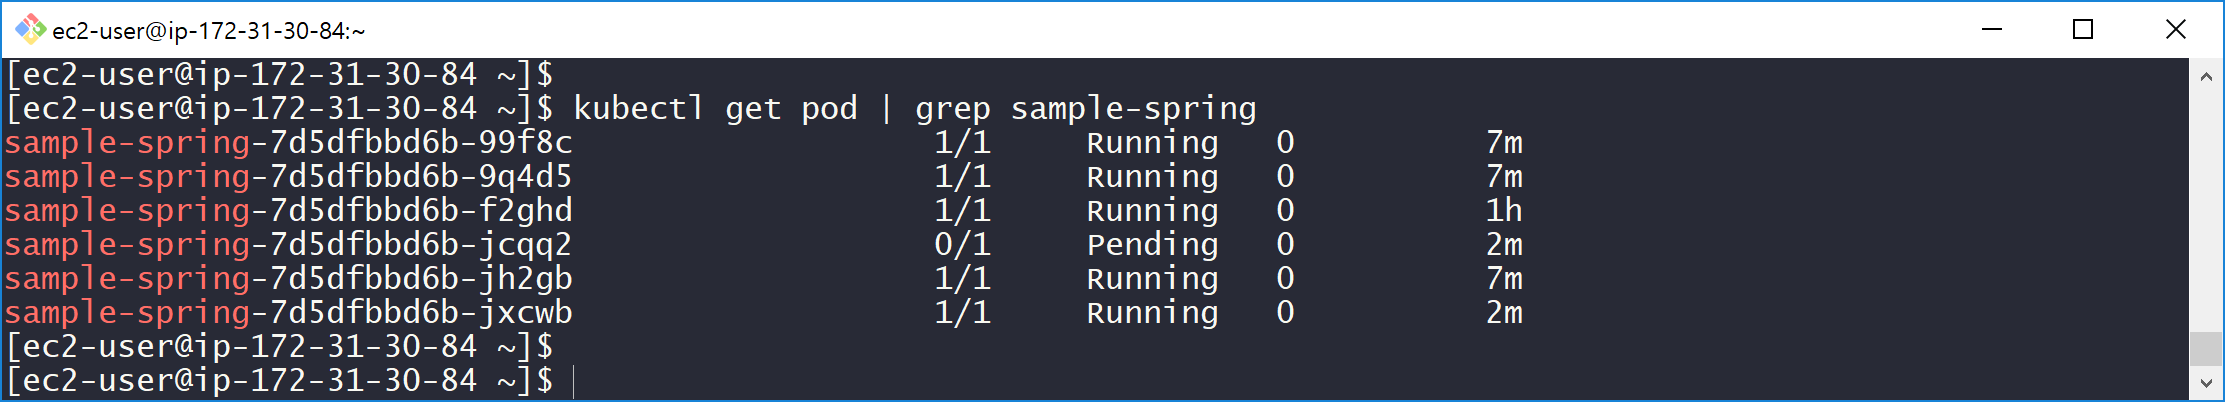 ec2-user@ip-172-31-30-84:~
[ec2-user@ip-172-31-30-84 ~]$
[ec2-user@ip-172-31-30-84 ~]$ kubectl get pod | grep sample-spring
sample-spring-7d5dfbbd6b-99f8c 1/1 Running 0 7m
sample-spring-7d5dfbbd6b-9q4d5 1/1 Running 0 7m
sample-spring-7d5dfbbd6b-f2ghd 1/1 Running 0 1h
sample-spring-7d5dfbbd6b-jcqq2 0/1 Pending 0 2m
sample-spring-7d5dfbbd6b-jh2gb 1/1 Running 0 7m
sample-spring-7d5dfbbd6b-jxcwb 1/1 Running 0 2m
[ec2-user@ip-172-31-30-84 ~]$
[ec2-user@ip-172-31-30-84 ~]$